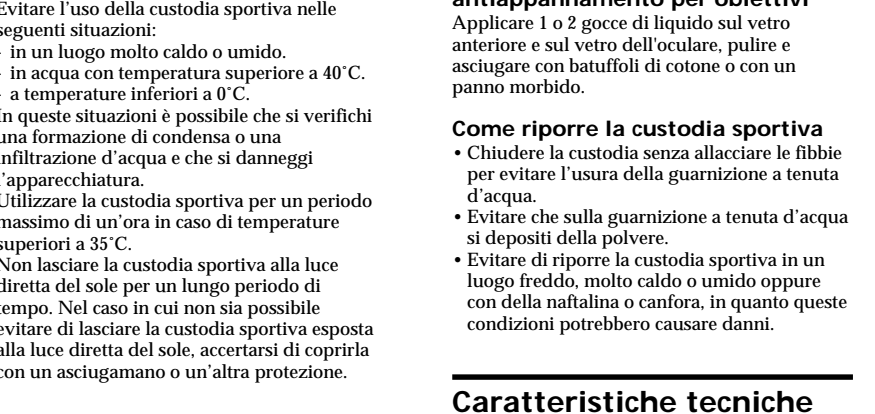 Evitare l'uso della custodia sportiva nelle
seguenti situazioni:
- in un luogo molto caldo o umido.
- in acqua con temperatura superiore a 40˚C.
- a temperature inferiori a 0˚C.
In queste situazioni è possibile che si verifichi
una formazione di condensa o una
infiltrazione d'acqua e che si danneggi
l'apparecchiatura.
Utilizzare la custodia sportiva per un periodo
massimo di un'ora in caso di temperature
superiori a 35˚C.
Non lasciare la custodia sportiva alla luce
diretta del sole per un lungo periodo di
tempo. Nel caso in cui non sia possibile
evitare di lasciare la custodia sportiva esposta
alla luce diretta del sole, accertarsi di coprirla
con un asciugamano o un'altra protezione.
antiappannamento per obiettivi
Applicare 1 o 2 gocce di liquido sul vetro
anteriore e sul vetro dell'oculare, pulire e
asciugare con batuffoli di cotone o con un
panno morbido.
Come riporre la custodia sportiva
• Chiudere la custodia senza allacciare le fibbie
per evitare l'usura della guarnizione a tenuta
d'acqua.
• Evitare che sulla guarnizione a tenuta d'acqua
si depositi della polvere.
• Evitare di riporre la custodia sportiva in un
luogo freddo, molto caldo o umido oppure
con della naftalina o canfora, in quanto queste
condizioni potrebbero causare danni.
Caratteristiche tecniche